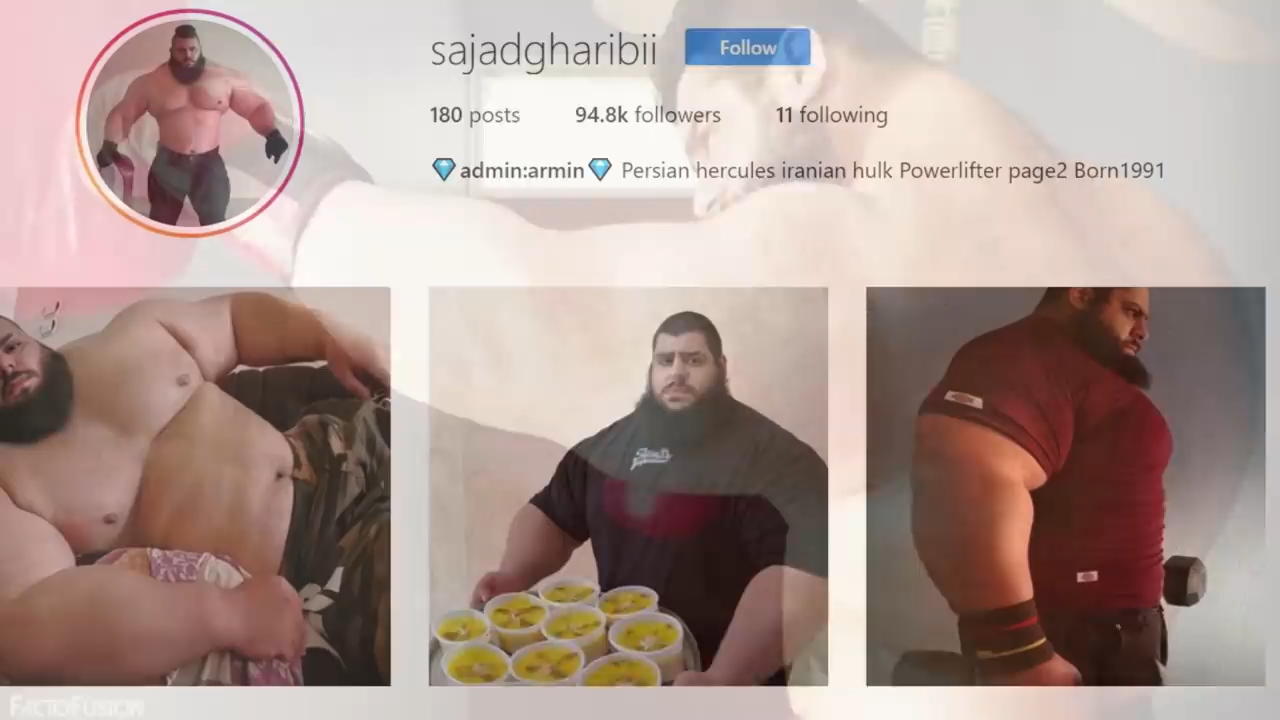 sajadgharibii Follow
180 posts 94.8k followers 11 following
💎admin:armin💎 Persian hercules iranian hulk Powerlifter page2 Born1991
FACTOFUSION